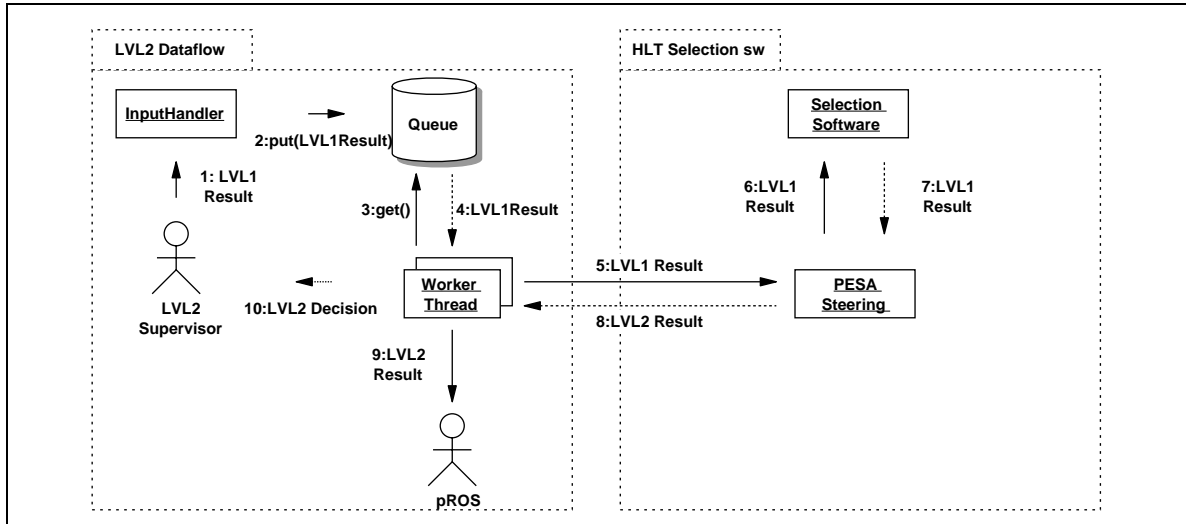 LVL2 Dataflow
HLT Selection sw
InputHandler
Queue
Selection
Software
2:put(LVL1Result)
1: LVL1
Result
3:get()
4:LVL1Result
6:LVL1
Result
7:LVL1
Result
LVL2
Supervisor
10:LVL2 Decision
Worker
Thread
5:LVL1 Result
8:LVL2 Result
PESA
Steering
9:LVL2
Result
pROS